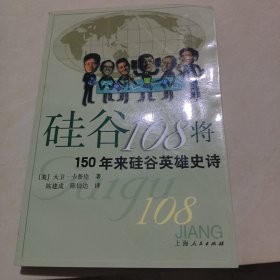 硅谷108将
150年来硅谷英雄史诗
[美] 大卫·卡普伦 著
陈建成 陈信达 译
Guigu
108
JIANG
上海人民出版社